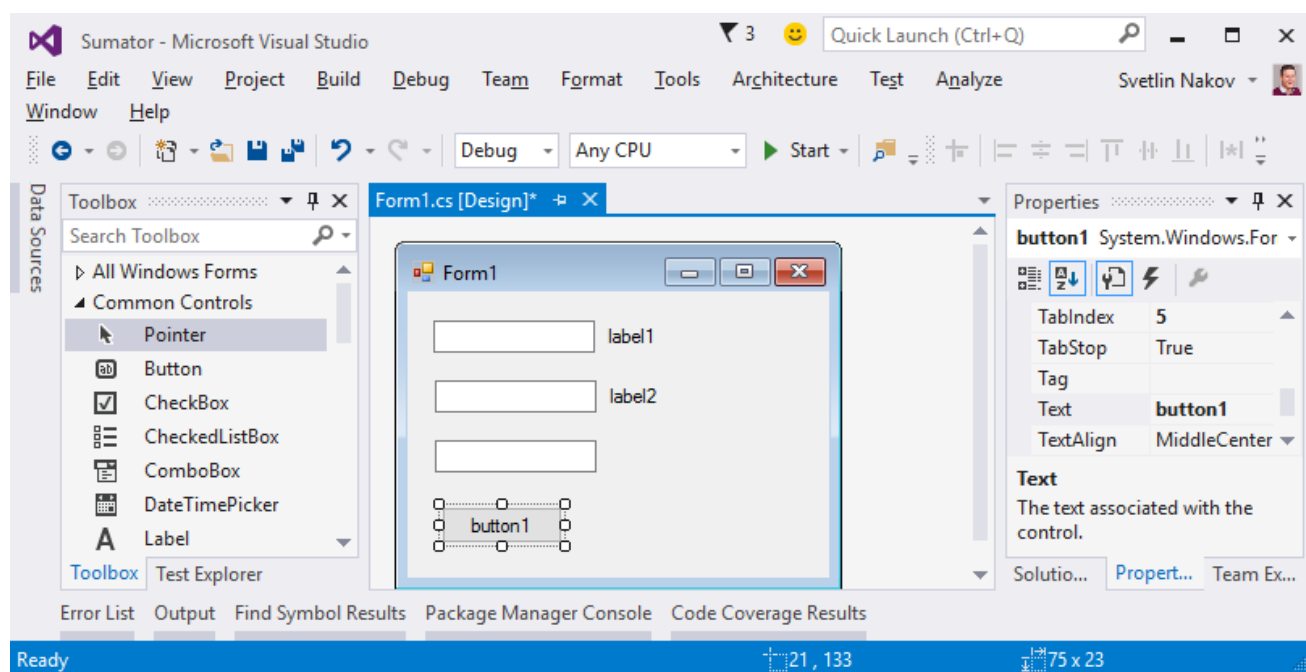 Sumator - Microsoft Visual Studio 3 Quick Launch (Ctrl+Q)
File Edit View Project Build Debug Team Format Tools Architecture Test Analyze Svetlin Nakov
Window Help
Debug Any CPU Start
Data Sources
Toolbox
Search Toolbox
All Windows Forms
Common Controls
Pointer
Button
CheckBox
CheckedListBox
ComboBox
DateTimePicker
A Label
Toolbox Test Explorer
Form1.cs [Design]*
Form1
label1
label2
button1
Properties
button1 System.Windows.For
TabIndex 5
TabStop True
Tag
Text button1
TextAlign MiddleCenter
Text
The text associated with the
control.
Solutio... Propert... Team Ex...
Error List Output Find Symbol Results Package Manager Console Code Coverage Results
Ready 21 , 133 75 x 23